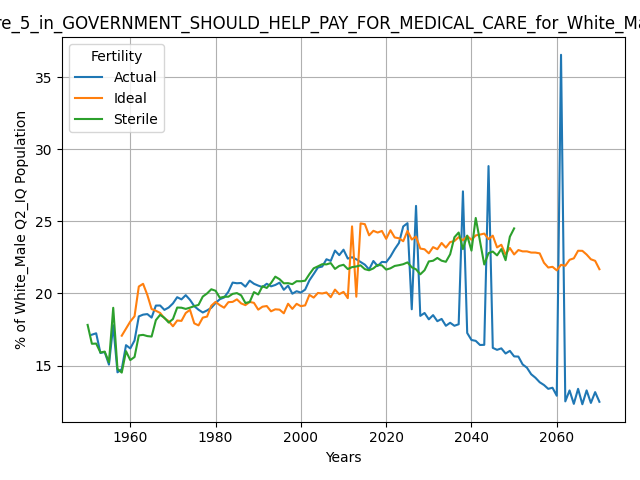 re_5_in_GOVERNMENT_SHOULD_HELP_PAY_FOR_MEDICAL_CARE_for_White_Ma
Fertility
Actual
Ideal
Sterile
% of White_Male Q2_IQ Population
35
30
25
20
15
1960
1980
2000
2020
2040
2060
Years